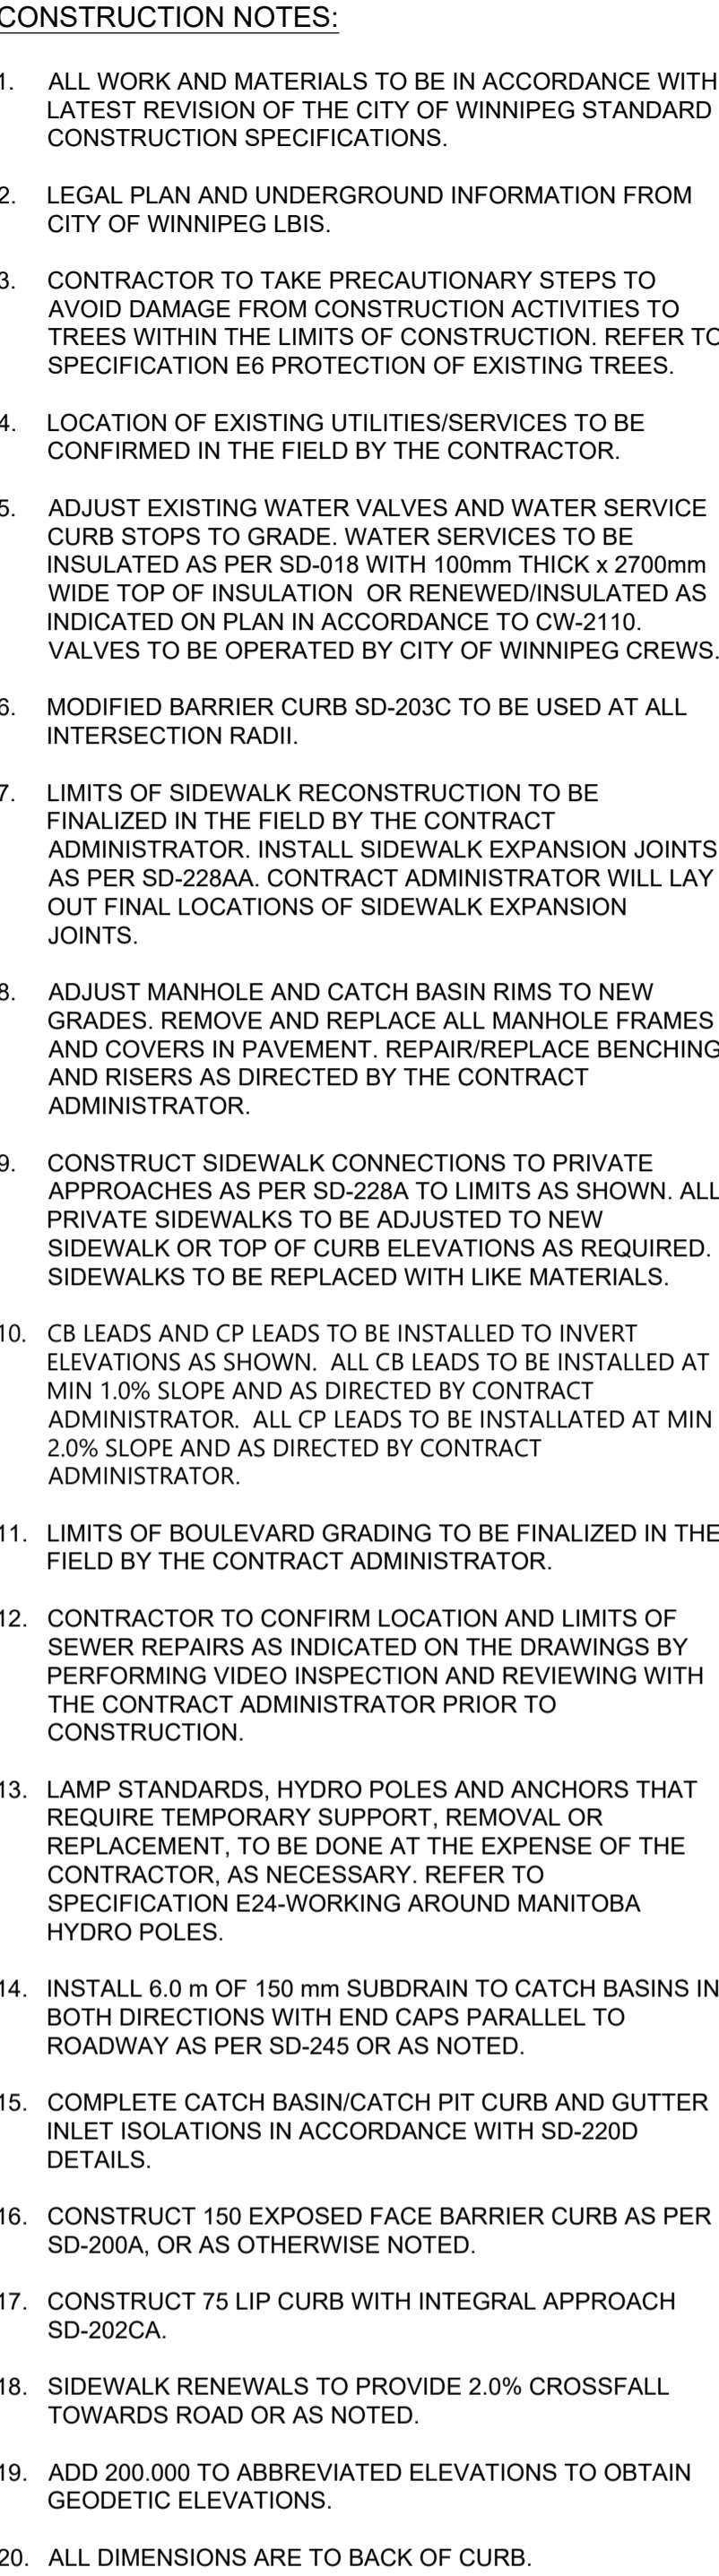 CONSTRUCTION NOTES:
1. ALL WORK AND MATERIALS TO BE IN ACCORDANCE WITH
LATEST REVISION OF THE CITY OF WINNIPEG STANDARD
CONSTRUCTION SPECIFICATIONS.
2. LEGAL PLAN AND UNDERGROUND INFORMATION FROM
CITY OF WINNIPEG LBIS.
3. CONTRACTOR TO TAKE PRECAUTIONARY STEPS TO
AVOID DAMAGE FROM CONSTRUCTION ACTIVITIES TO
TREES WITHIN THE LIMITS OF CONSTRUCTION. REFER TO
SPECIFICATION E6 PROTECTION OF EXISTING TREES.
4. LOCATION OF EXISTING UTILITIES/SERVICES TO BE
CONFIRMED IN THE FIELD BY THE CONTRACTOR.
5. ADJUST EXISTING WATER VALVES AND WATER SERVICE
CURB STOPS TO GRADE. WATER SERVICES TO BE
INSULATED AS PER SD-018 WITH 100mm THICK x 2700mm
WIDE TOP OF INSULATION OR RENEWED/INSULATED AS
INDICATED ON PLAN IN ACCORDANCE TO CW-2110.
VALVES TO BE OPERATED BY CITY OF WINNIPEG CREWS.
6. MODIFIED BARRIER CURB SD-203C TO BE USED AT ALL
INTERSECTION RADII.
7. LIMITS OF SIDEWALK RECONSTRUCTION TO BE
FINALIZED IN THE FIELD BY THE CONTRACT
ADMINISTRATOR. INSTALL SIDEWALK EXPANSION JOINTS
AS PER SD-228AA. CONTRACT ADMINISTRATOR WILL LAY
OUT FINAL LOCATIONS OF SIDEWALK EXPANSION
JOINTS.
8. ADJUST MANHOLE AND CATCH BASIN RIMS TO NEW
GRADES. REMOVE AND REPLACE ALL MANHOLE FRAMES
AND COVERS IN PAVEMENT. REPAIR/REPLACE BENCHING
AND RISERS AS DIRECTED BY THE CONTRACT
ADMINISTRATOR.
9. CONSTRUCT SIDEWALK CONNECTIONS TO PRIVATE
APPROACHES AS PER SD-228A TO LIMITS AS SHOWN. ALL
PRIVATE SIDEWALKS TO BE ADJUSTED TO NEW
SIDEWALK OR TOP OF CURB ELEVATIONS AS REQUIRED.
SIDEWALKS TO BE REPLACED WITH LIKE MATERIALS.
10. CB LEADS AND CP LEADS TO BE INSTALLED TO INVERT
ELEVATIONS AS SHOWN. ALL CB LEADS TO BE INSTALLED AT
MIN 1.0% SLOPE AND AS DIRECTED BY CONTRACT
ADMINISTRATOR. ALL CP LEADS TO BE INSTALLATED AT MIN
2.0% SLOPE AND AS DIRECTED BY CONTRACT
ADMINISTRATOR.
11. LIMITS OF BOULEVARD GRADING TO BE FINALIZED IN THE
FIELD BY THE CONTRACT ADMINISTRATOR.
12. CONTRACTOR TO CONFIRM LOCATION AND LIMITS OF
SEWER REPAIRS AS INDICATED ON THE DRAWINGS BY
PERFORMING VIDEO INSPECTION AND REVIEWING WITH
THE CONTRACT ADMINISTRATOR PRIOR TO
CONSTRUCTION.
13. LAMP STANDARDS, HYDRO POLES AND ANCHORS THAT
REQUIRE TEMPORARY SUPPORT, REMOVAL OR
REPLACEMENT, TO BE DONE AT THE EXPENSE OF THE
CONTRACTOR, AS NECESSARY. REFER TO
SPECIFICATION E24-WORKING AROUND MANITOBA
HYDRO POLES.
14. INSTALL 6.0 m OF 150 mm SUBDRAIN TO CATCH BASINS IN
BOTH DIRECTIONS WITH END CAPS PARALLEL TO
ROADWAY AS PER SD-245 OR AS NOTED.
15. COMPLETE CATCH BASIN/CATCH PIT CURB AND GUTTER
INLET ISOLATIONS IN ACCORDANCE WITH SD-220D
DETAILS.
16. CONSTRUCT 150 EXPOSED FACE BARRIER CURB AS PER
SD-200A, OR AS OTHERWISE NOTED.
17. CONSTRUCT 75 LIP CURB WITH INTEGRAL APPROACH
SD-202CA.
18. SIDEWALK RENEWALS TO PROVIDE 2.0% CROSSFALL
TOWARDS ROAD OR AS NOTED.
19. ADD 200.000 TO ABBREVIATED ELEVATIONS TO OBTAIN
GEODETIC ELEVATIONS.
20. ALL DIMENSIONS ARE TO BACK OF CURB.